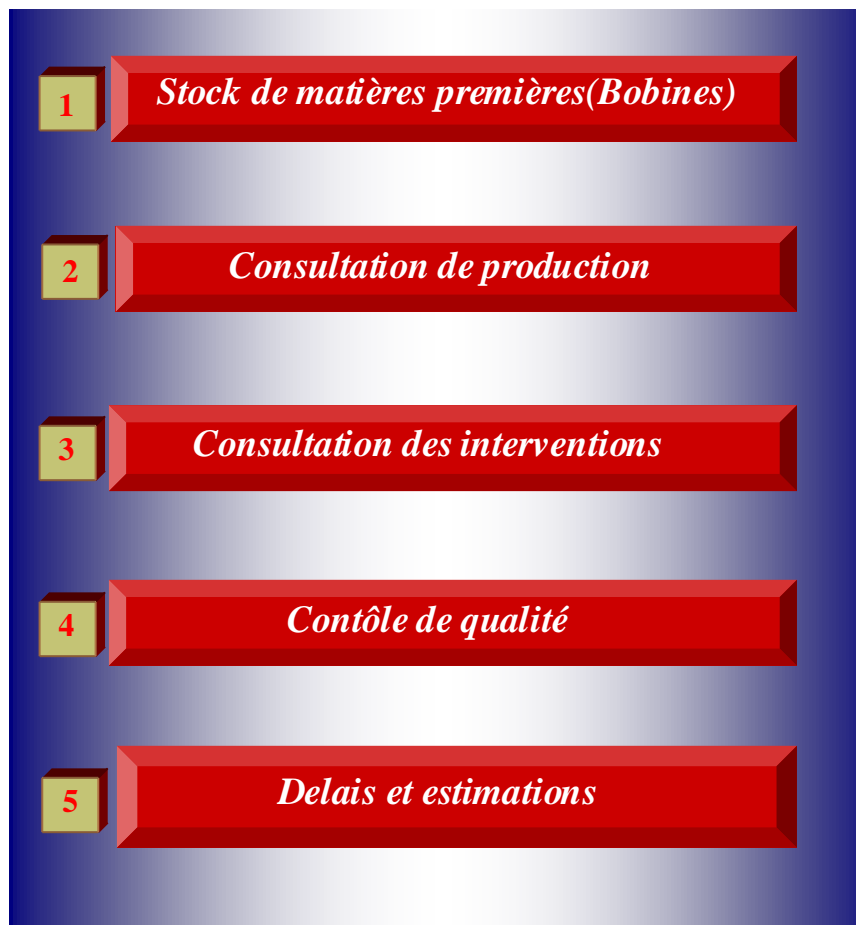 1 Stock de matières premières(Bobines)
2 Consultation de production
3 Consultation des interventions
4 Contôle de qualité
5 Delais et estimations